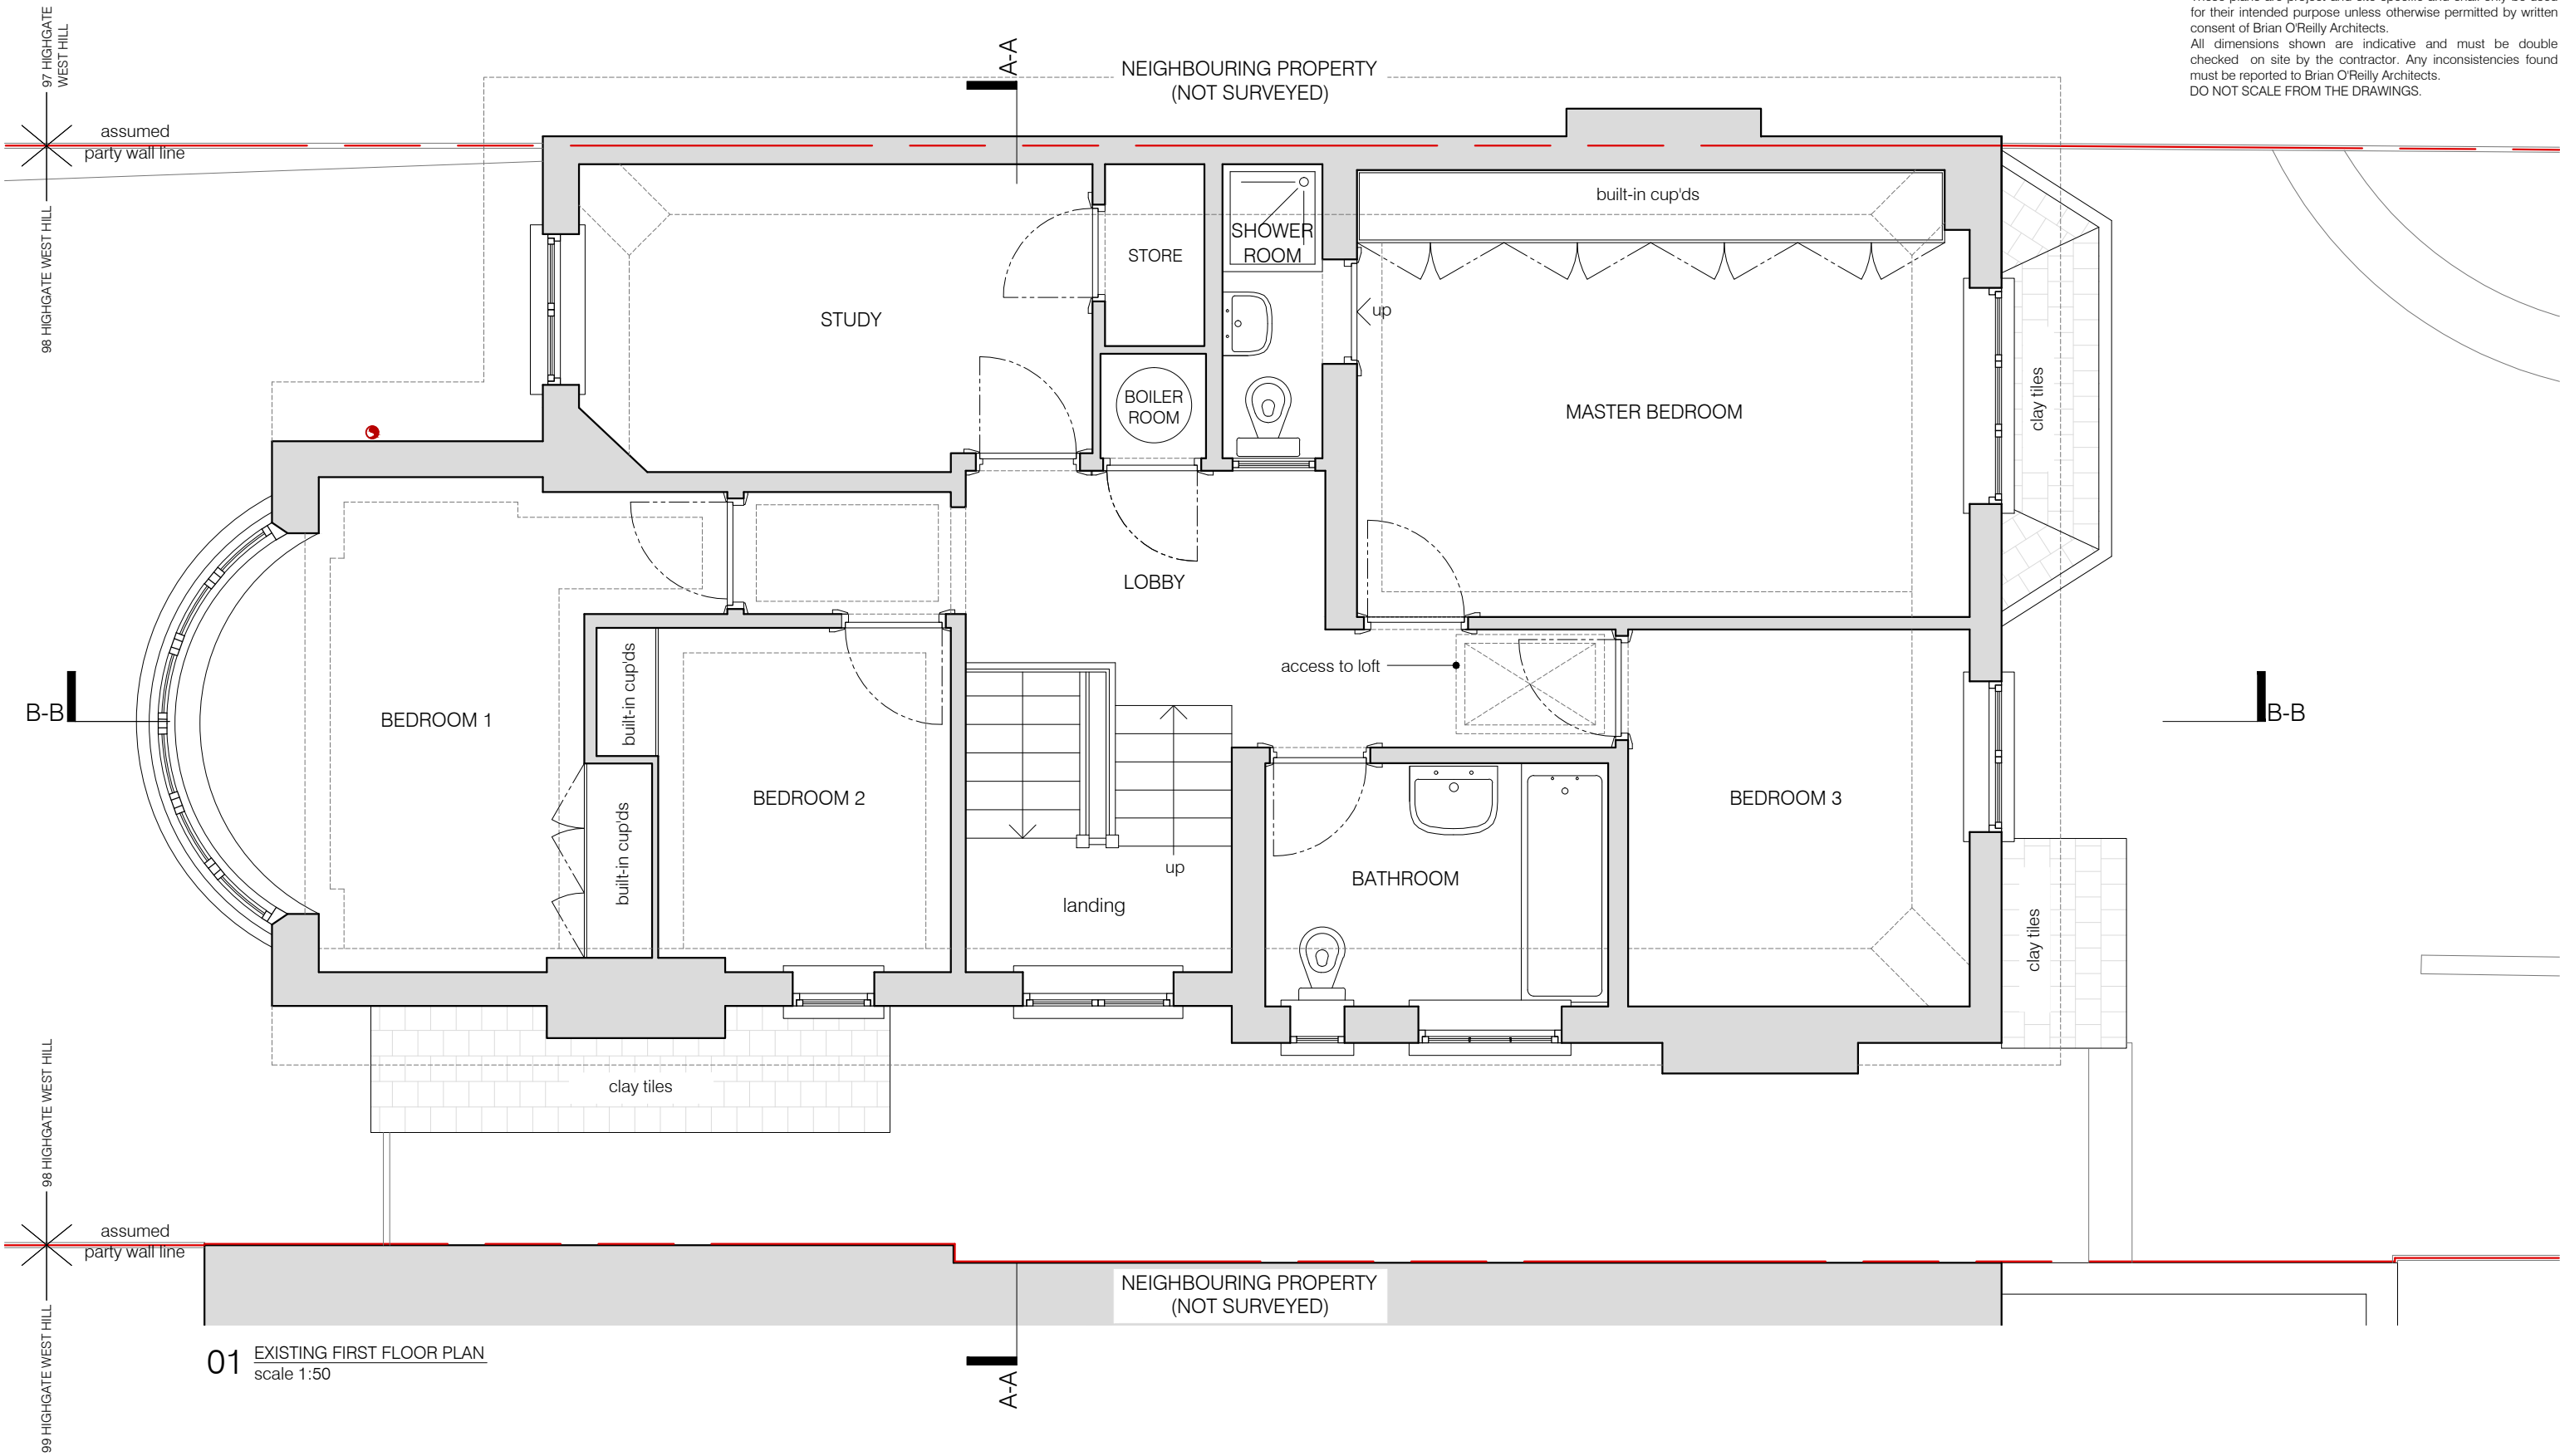 for their intended purpose unless otherwise permitted by written
consent of Brian O'Reilly Architects.
All dimensions shown are indicative and must be double
checked on site by the contractor. Any inconsistencies found
must be reported to Brian O'Reilly Architects.
DO NOT SCALE FROM THE DRAWINGS.
97 HIGHGATE
WEST HILL
A-A
NEIGHBOURING PROPERTY
(NOT SURVEYED)
assumed
party wall line
98 HIGHGATE WEST HILL
built-in cup'ds
SHOWER
ROOM
STORE
STUDY
up
BOILER
ROOM
MASTER BEDROOM
clay tiles
LOBBY
access to loft
built-in cup'ds
B-B
BEDROOM 1
B-B
BEDROOM 2
BEDROOM 3
built-in cup'ds
up
BATHROOM
landing
clay tiles
clay tiles
98 HIGHGATE WEST HILL
assumed
party wall line
NEIGHBOURING PROPERTY
(NOT SURVEYED)
99 HIGHGATE WEST HILL
01 EXISTING FIRST FLOOR PLAN
scale 1:50
A-A